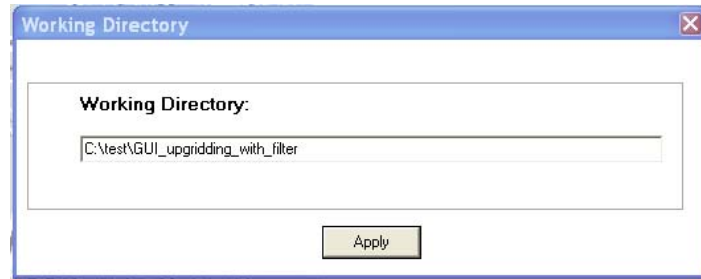 Working Directory
Working Directory:
C:\test\GUI_upgridding_with_filter
Apply